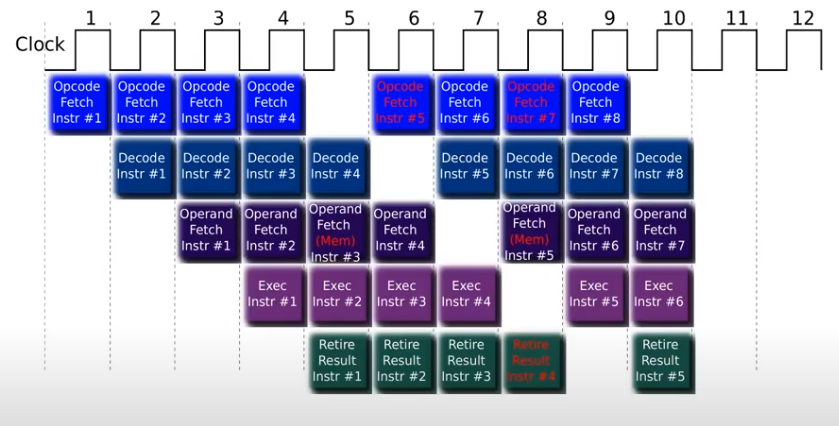 1 2 3 4 5 6 7 8 9 10 11 12
Clock
Opcode
Fetch
Instr #1
Opcode
Fetch
Instr #2
Opcode
Fetch
Instr #3
Opcode
Fetch
Instr #4
Opcode
Fetch
Instr #5
Opcode
Fetch
Instr #6
Opcode
Fetch
Instr #7
Opcode
Fetch
Instr #8
Decode
Instr #1
Decode
Instr #2
Decode
Instr #3
Decode
Instr #4
Decode
Instr #5
Decode
Instr #6
Decode
Instr #7
Decode
Instr #8
Operand
Fetch
Instr #1
Operand
Fetch
Instr #2
Operand
Fetch
(Mem)
Instr #3
Operand
Fetch
Instr #4
Operand
Fetch
(Mem)
Instr #5
Operand
Fetch
Instr #6
Operand
Fetch
Instr #7
Exec
Instr #1
Exec
Instr #2
Exec
Instr #3
Exec
Instr #4
Exec
Instr #5
Exec
Instr #6
Retire
Result
Instr #1
Retire
Result
Instr #2
Retire
Result
Instr #3
Retire
Result
Instr #4
Retire
Result
Instr #5